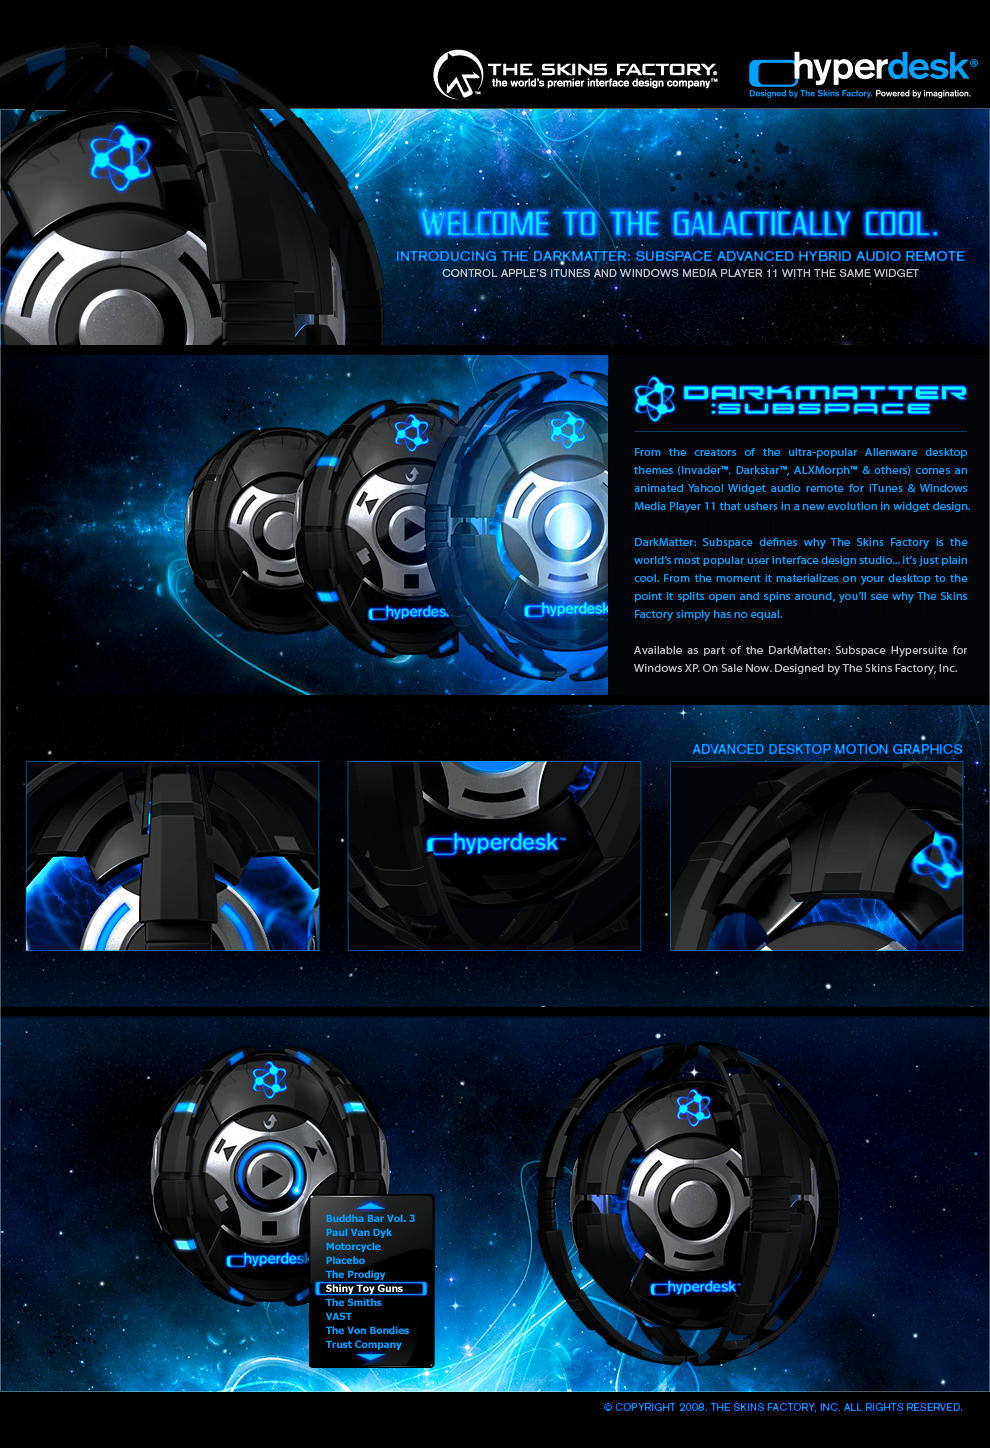 THE SKINS FACTORY.
the world's premier interface design company™
hyperdesk®
Designed by The Skins Factory. Powered by imagination.
WELCOME TO THE GALACTICALLY COOL.
INTRODUCING THE DARKMATTER: SUBSPACE ADVANCED HYBRID AUDIO REMOTE
CONTROL APPLE'S ITUNES AND WINDOWS MEDIA PLAYER 11 WITH THE SAME WIDGET
hyperdesk
hyperdesk
DARKMATTER
:SUBSPACE
From the creators of the ultra-popular Alienware desktop
themes (Invader™. Darkstar™, ALXMorph™ & others) comes an
animated Yahoo! Widget audio remote for iTunes & Windows
Media Player 11 that ushers in a new evolution in widget design.
DarkMatter: Subspace defines why The Skins Factory is the
world's most popular user interface design studio... it's just plain
cool. From the moment it materializes on your desktop to the
point it splits open and spins around, you'll see why The Skins
Factory simply has no equal.
Available as part of the DarkMatter: Subspace Hypersuite for
Windows XP. On Sale Now. Designed by The Skins Factory, Inc.
ADVANCED DESKTOP MOTION GRAPHICS
hyperdesk™
hyperdesk
Buddha Bar Vol. 3
Paul Van Dyk
Motorcycle
Placebo
The Prodigy
Shiny Toy Guns
The Smiths
VAST
The Von Bondies
Trust Company
hyperdesk
© COPYRIGHT 2008. THE SKINS FACTORY, INC. ALL RIGHTS RESERVED.